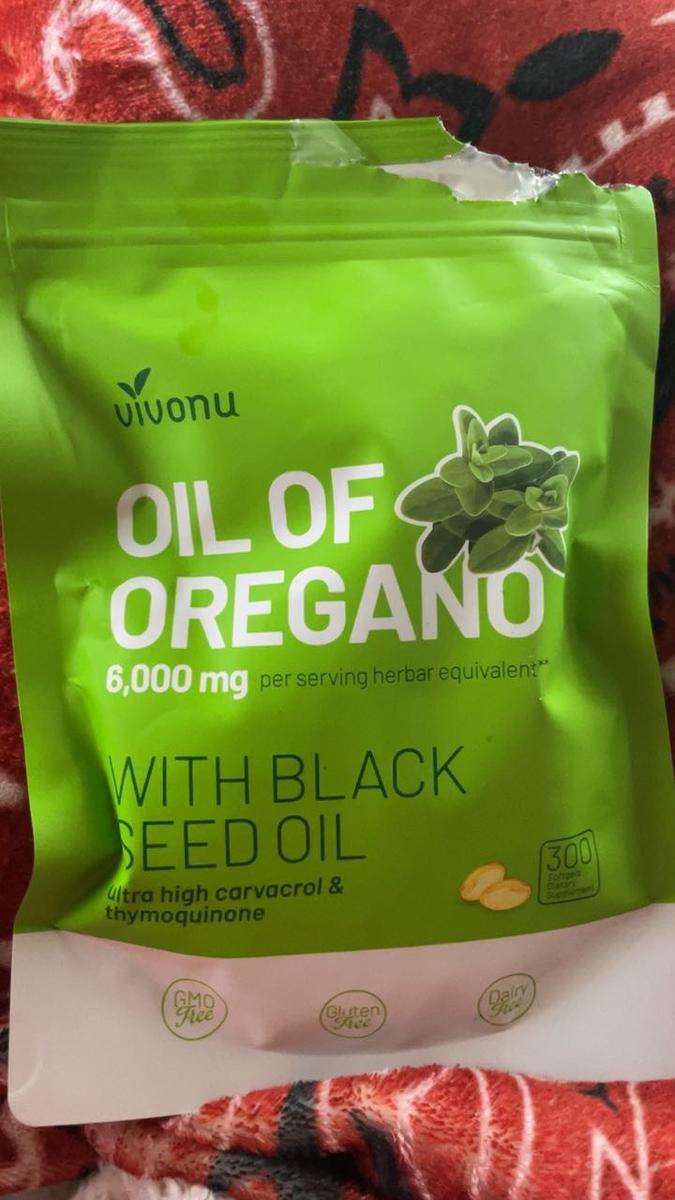 vivonu
OIL OF
OREGANO
6,000 mg per serving herbar equivalent**
WITH BLACK
SEED OIL
ultra high carvacrol &
thymoquinone
300
Softgels
Dietary
Supplement
GMO
Free
Gluten
Free
Dairy
Free